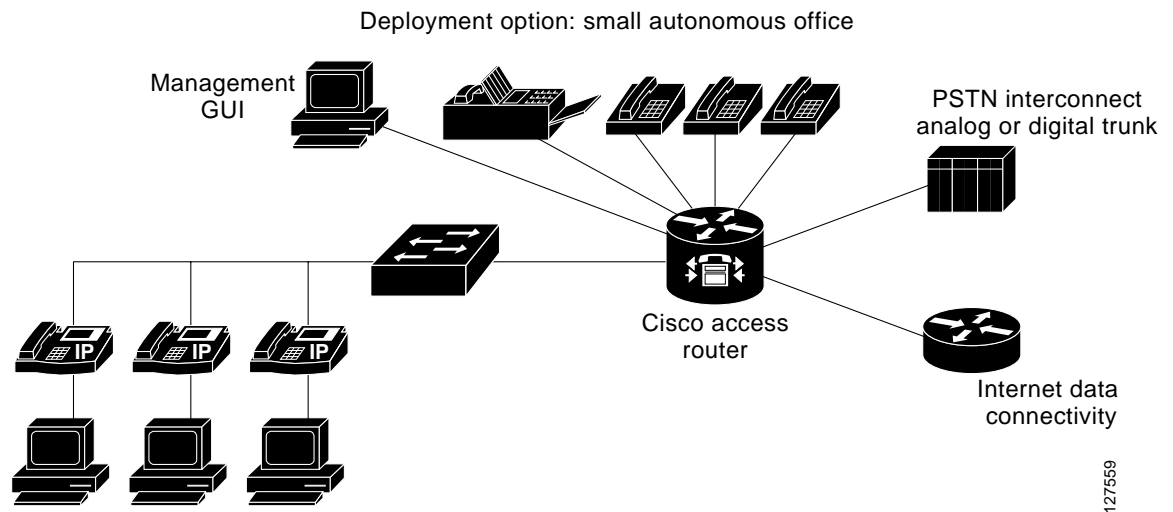 Deployment option: small autonomous office
Management
GUI
PSTN interconnect
analog or digital trunk
Cisco access
router
IP
IP
IP
Internet data
connectivity
127559